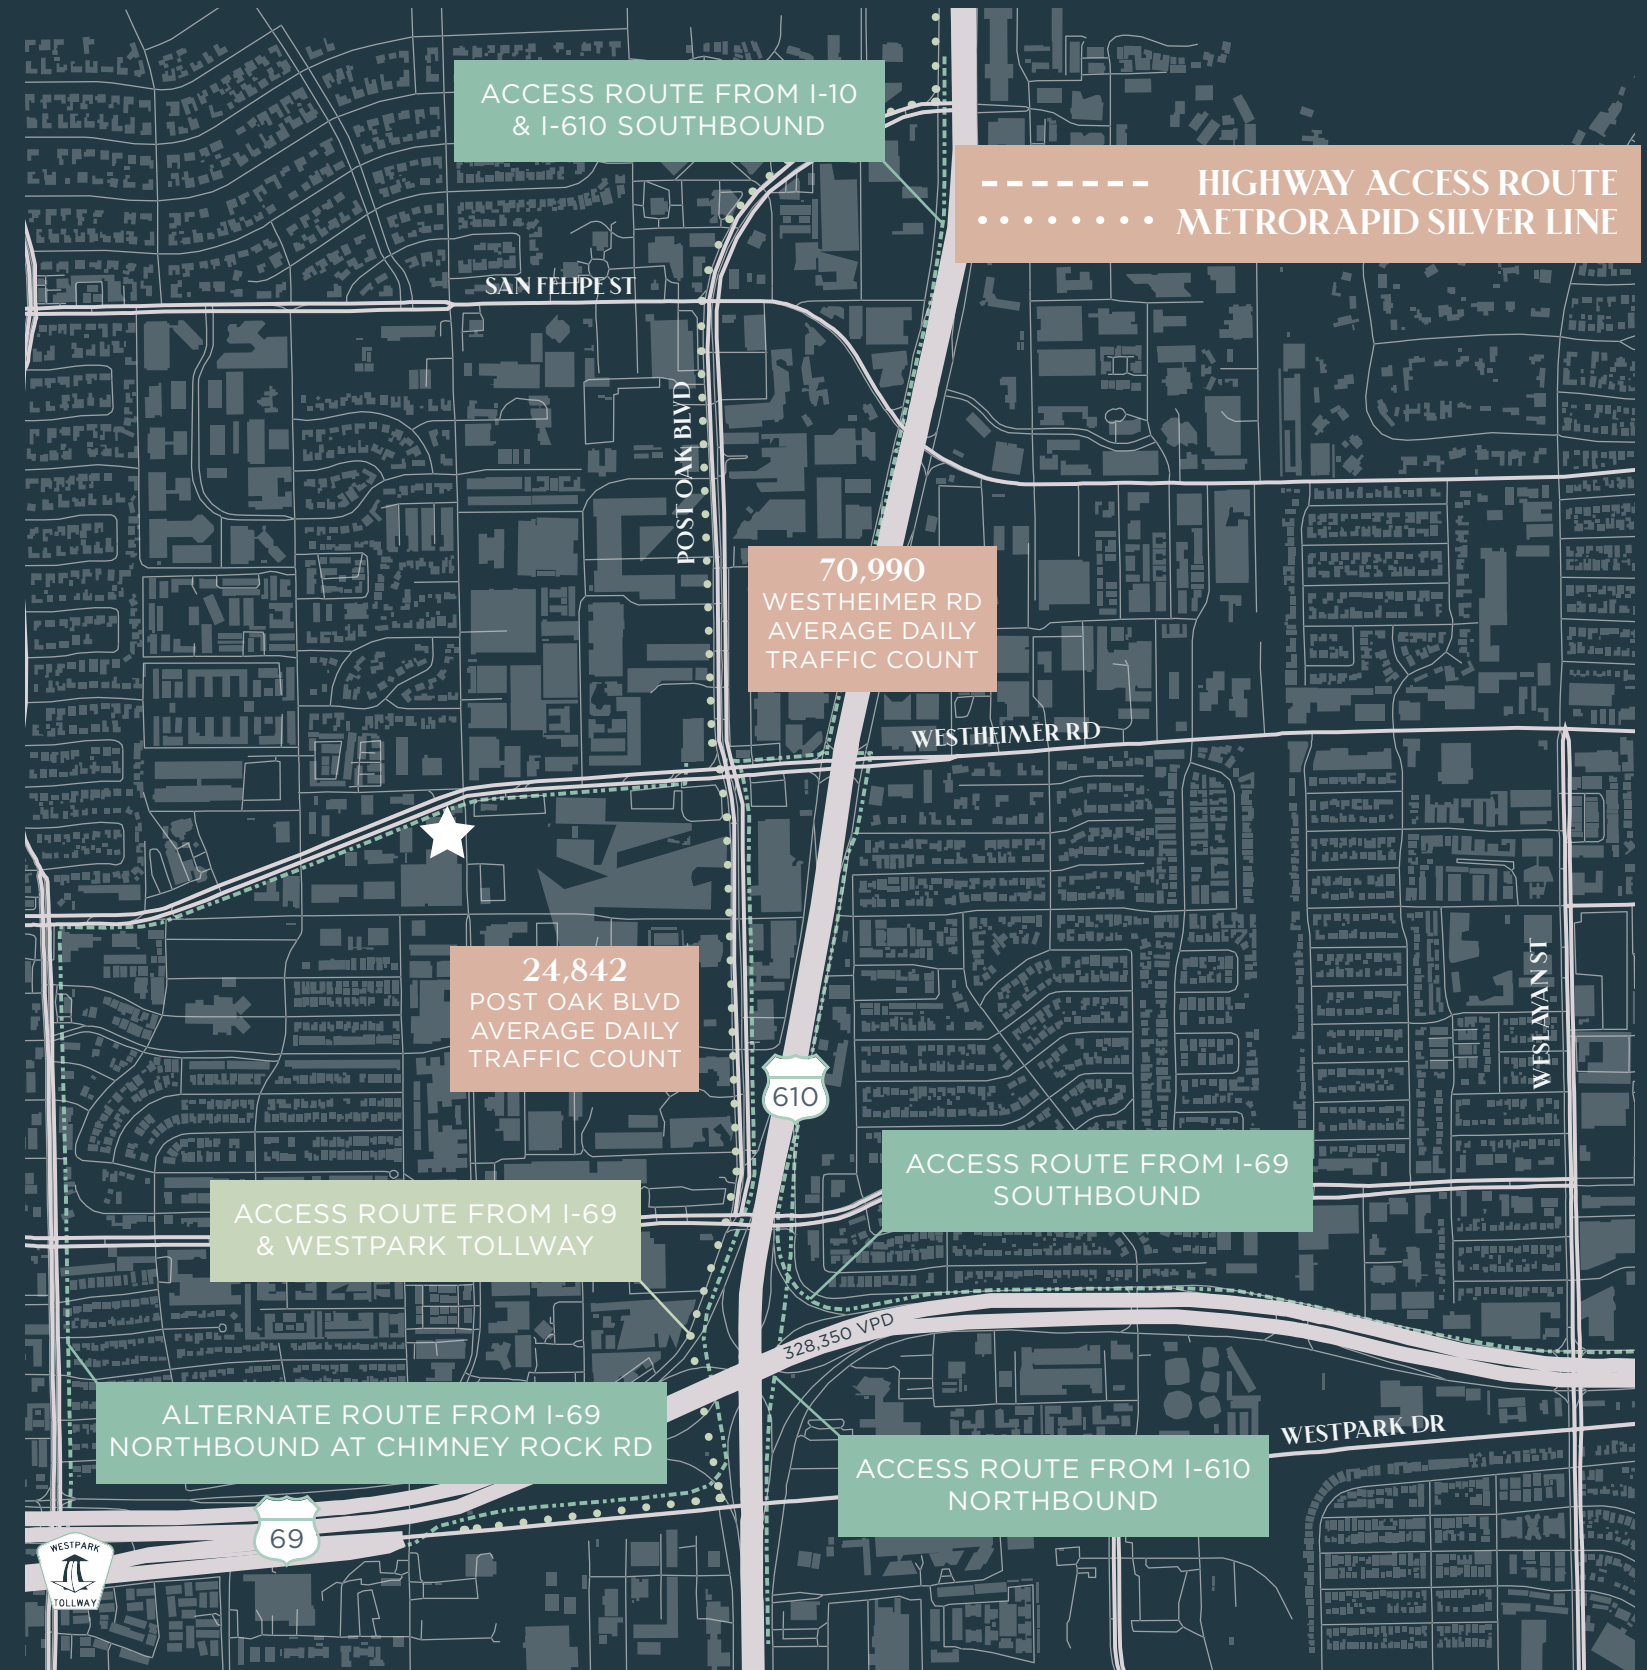 ACCESS ROUTE FROM I-10
& I-610 SOUTHBOUND
HIGHWAY ACCESS ROUTE
METRORAPID SILVER LINE
SAN FELIPE ST
POST OAK BLVD
70,990
WESTHEIMER RD
AVERAGE DAILY
TRAFFIC COUNT
WESTHEIMER RD
24,842
POST OAK BLVD
AVERAGE DAILY
TRAFFIC COUNT
WESLAYAN ST
610
ACCESS ROUTE FROM I-69
SOUTHBOUND
ACCESS ROUTE FROM I-69
& WESTPARK TOLLWAY
328,350 VPD
ALTERNATE ROUTE FROM I-69
NORTHBOUND AT CHIMNEY ROCK RD
WESTPARK DR
ACCESS ROUTE FROM I-610
NORTHBOUND
69
WESTPARK
TOLLWAY